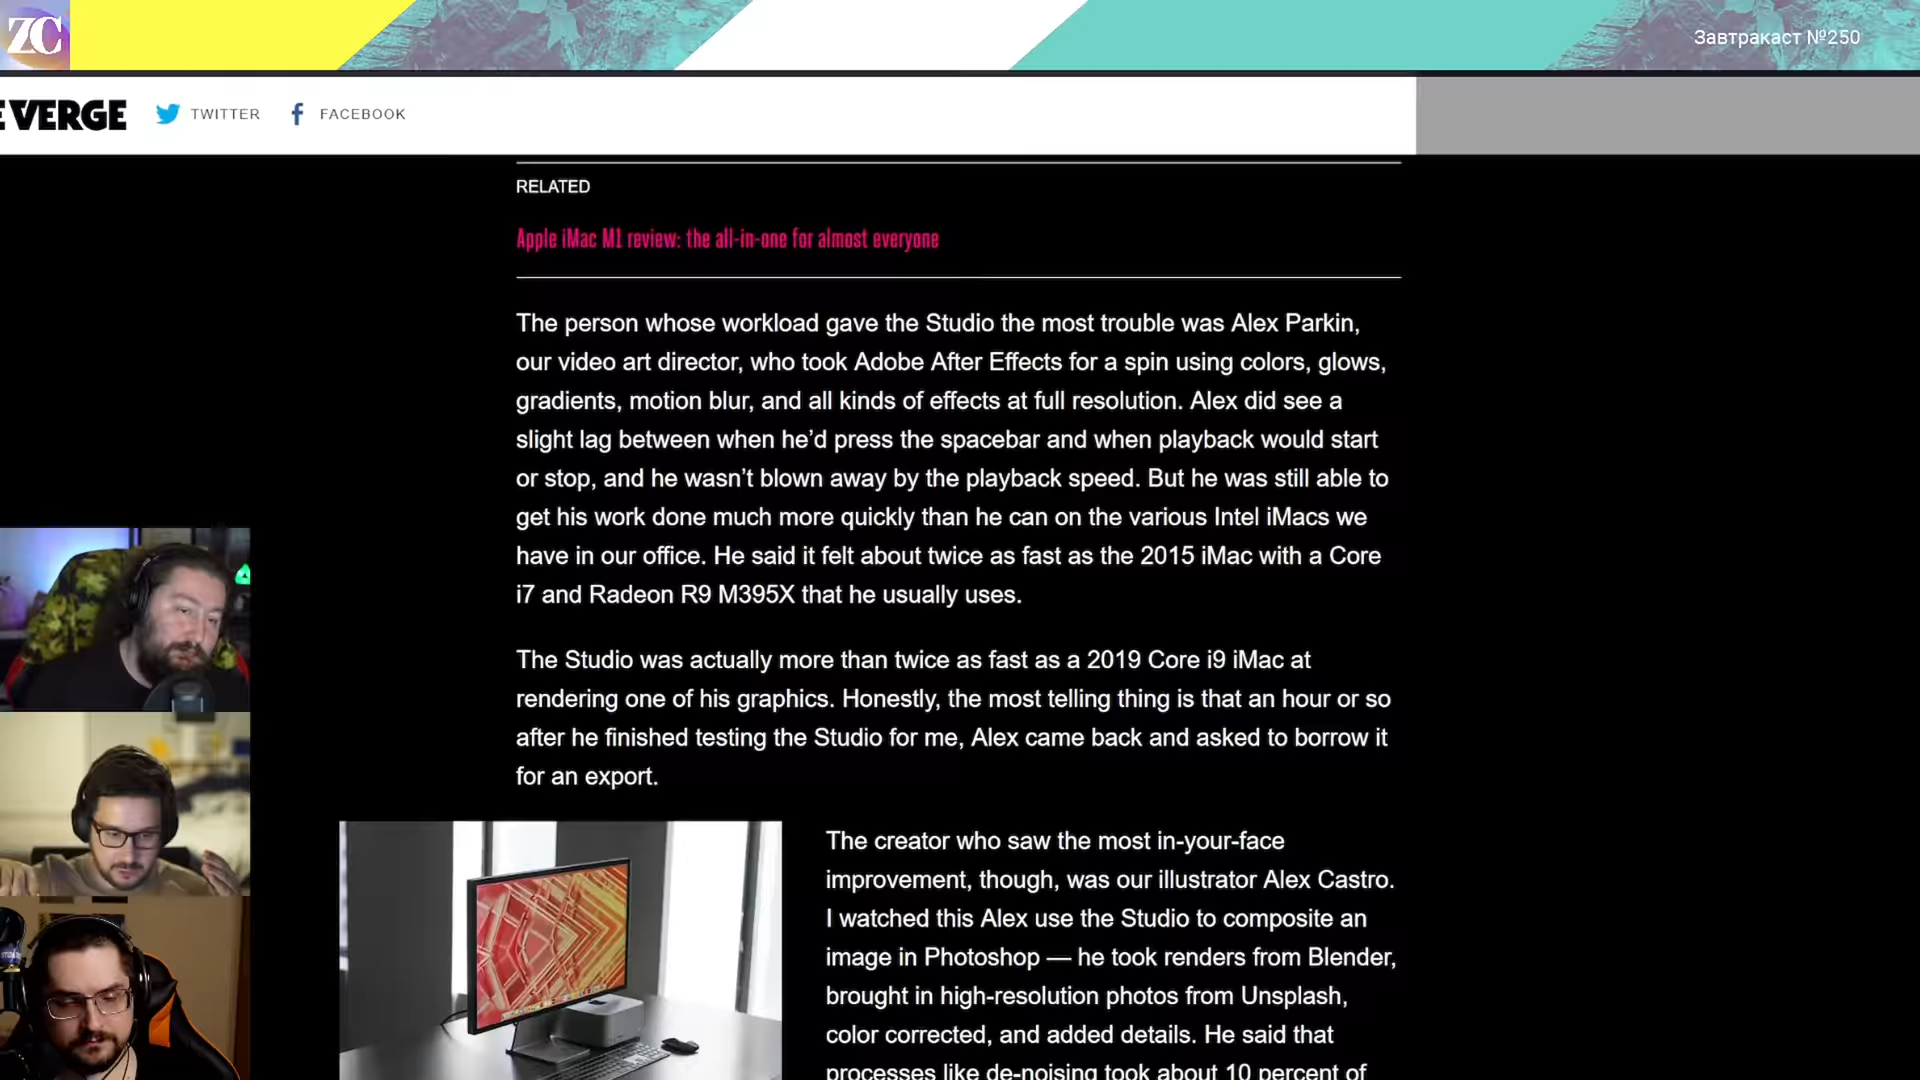 ZC
Завтракаст №250
E VERGE
TWITTER
FACEBOOK
RELATED
Apple iMac M1 review: the all-in-one for almost everyone
The person whose workload gave the Studio the most trouble was Alex Parkin,
our video art director, who took Adobe After Effects for a spin using colors, glows,
gradients, motion blur, and all kinds of effects at full resolution. Alex did see a
slight lag between when he’d press the spacebar and when playback would start
or stop, and he wasn’t blown away by the playback speed. But he was still able to
get his work done much more quickly than he can on the various Intel iMacs we
have in our office. He said it felt about twice as fast as the 2015 iMac with a Core
i7 and Radeon R9 M395X that he usually uses.
The Studio was actually more than twice as fast as a 2019 Core i9 iMac at
rendering one of his graphics. Honestly, the most telling thing is that an hour or so
after he finished testing the Studio for me, Alex came back and asked to borrow it
for an export.
The creator who saw the most in-your-face
improvement, though, was our illustrator Alex Castro.
I watched this Alex use the Studio to composite an
image in Photoshop — he took renders from Blender,
brought in high-resolution photos from Unsplash,
color corrected, and added details. He said that
processes like de-noising took about 10 percent of